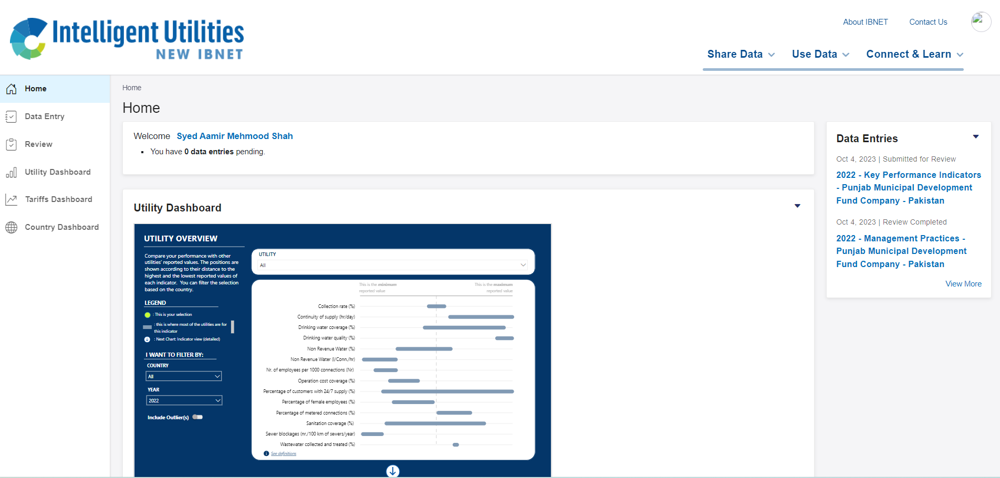 Intelligent Utilities
NEW IBNET
About IBNET
Contact Us
Share Data
Use Data
Connect & Learn
Home
Data Entry
Review
Utility Dashboard
Tariffs Dashboard
Country Dashboard
Home
Home
Welcome Syed Aamir Mehmood Shah
You have 0 data entries pending.
Utility Dashboard
UTILITY OVERVIEW
Compare your performance with other
utilities' reported values. The positions are
shown according to their distance to the
highest and the lowest reported values of
each indicator. You can filter the selection
based on the country.
LEGEND
: This is your selection
: this is where most of the utilities are for
this indicator
: Next Chart: Indicator view (detailed)
I WANT TO FILTER BY:
COUNTRY
All
YEAR
2022
Include Outlier(s)
UTILITY
All
This is the minimum
reported value
This is the maximum
reported value
Collection rate (%)
Continuity of supply (hr/day)
Drinking water coverage (%)
Drinking water quality (%)
Non Revenue Water (%)
Non Revenue Water (l/Conn./hr)
Nr. of employees per 1000 connections (Nr)
Operation cost coverage (%)
Percentage of customers with 24/7 supply (%)
Percentage of female employees (%)
Percentage of metered connections (%)
Sanitation coverage (%)
Sewer blockages (nr./100 km of sewers/year)
Wastewater collected and treated (%)
See definitions
Data Entries
Oct 4, 2023 | Submitted for Review
2022 - Key Performance Indicators
- Punjab Municipal Development
Fund Company - Pakistan
Oct 4, 2023 | Review Completed
2022 - Management Practices -
Punjab Municipal Development
Fund Company - Pakistan
View More